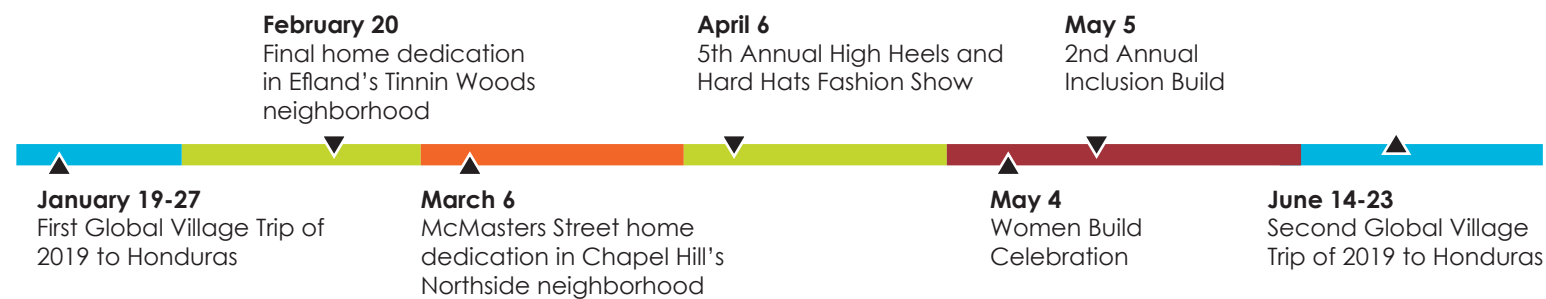 February 20
Final home dedication
in Efland's Tinnin Woods
neighborhood
April 6
5th Annual High Heels and
Hard Hats Fashion Show
May 5
2nd Annual
Inclusion Build
January 19-27
First Global Village Trip of
2019 to Honduras
March 6
McMasters Street home
dedication in Chapel Hill's
Northside neighborhood
May 4
Women Build
Celebration
June 14-23
Second Global Village
Trip of 2019 to Honduras